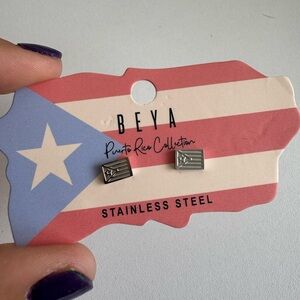 BEYA
Puerto Rico Collection
STAINLESS STEEL